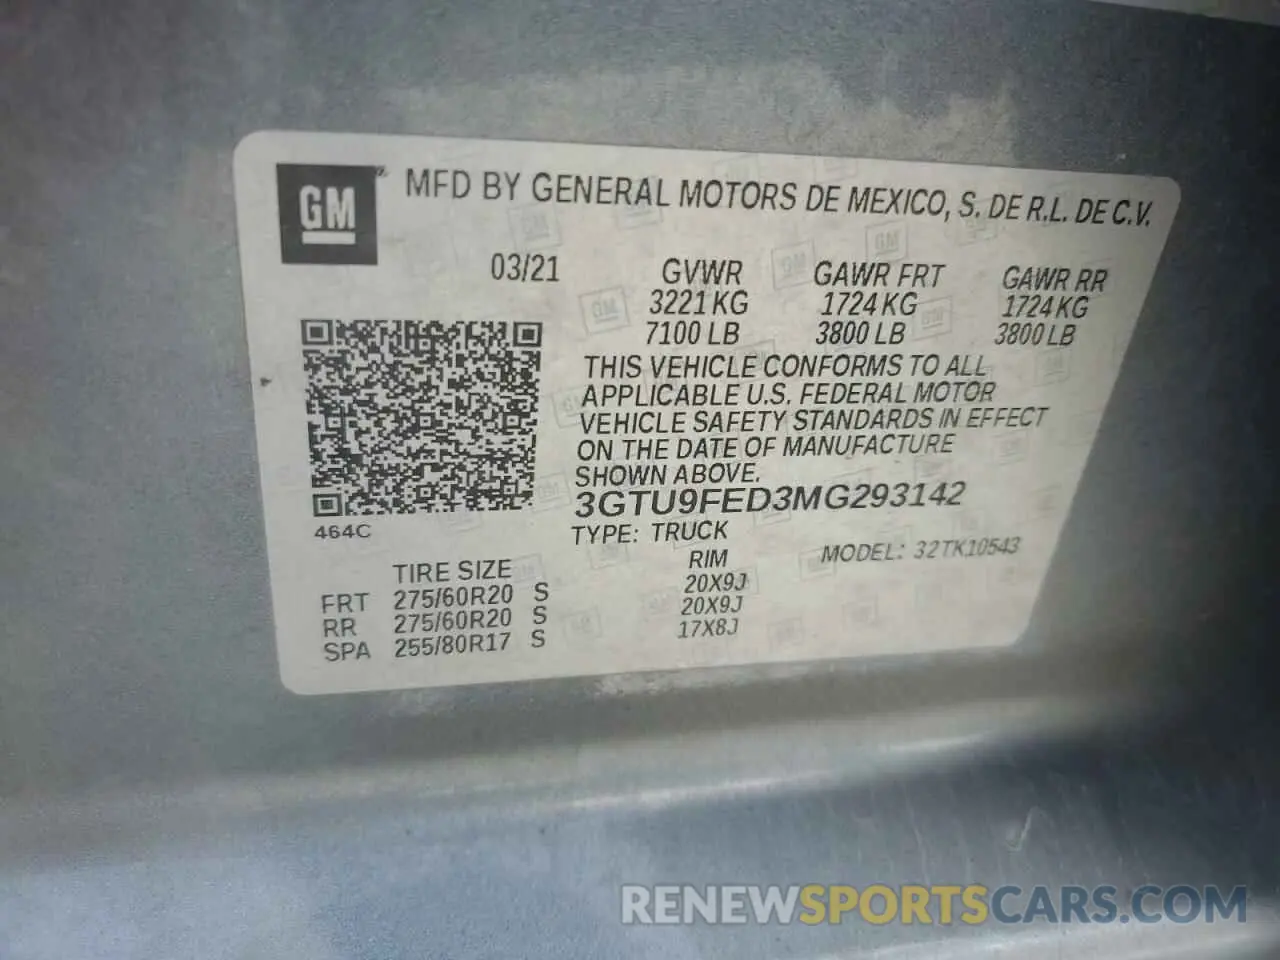 GM
MFD BY GENERAL MOTORS DE MEXICO, S. DE R.L. DE C.V.
03/21
GVWR GAWR FRT GAWR RR
3221 KG 1724 KG 1724 KG
7100 LB 3800 LB 3800 LB
THIS VEHICLE CONFORMS TO ALL
APPLICABLE U.S. FEDERAL MOTOR
VEHICLE SAFETY STANDARDS IN EFFECT
ON THE DATE OF MANUFACTURE
SHOWN ABOVE.
3GTU9FED3MG293142
464C
TYPE: TRUCK
MODEL: 32TK10543
TIRE SIZE RIM
FRT 275/60R20 S 20X9J
RR 275/60R20 S 20X9J
SPA 255/80R17 S 17X8J
RENEWSPORTSCARS.COM